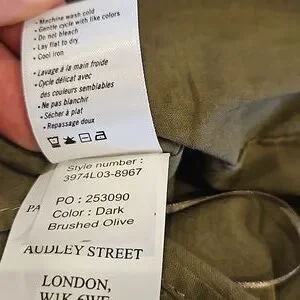 - Machine wash cold
- Gentle cycle with like colors
- Do not bleach
- Lay flat to dry
- Cool iron
- Lavage à la main froide
- Cycle délicat avec
des couleurs semblables
- Ne pas blanchir
- Sécher à plat
- Repassage doux
Style number :
3974L03-8967
PO : 253090
Color : Dark
Brushed Olive
AUDLEY STREET
LONDON,
W1K 6WE